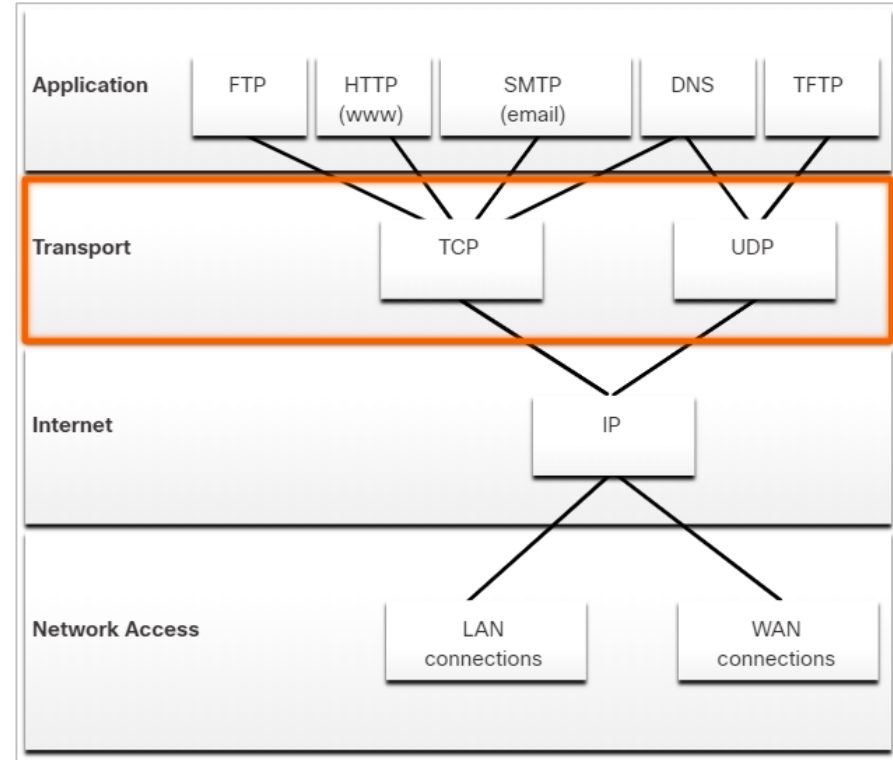 Application
FTP
HTTP
(www)
SMTP
(email)
DNS
TFTP
Transport
TCP
UDP
Internet
IP
Network Access
LAN
connections
WAN
connections